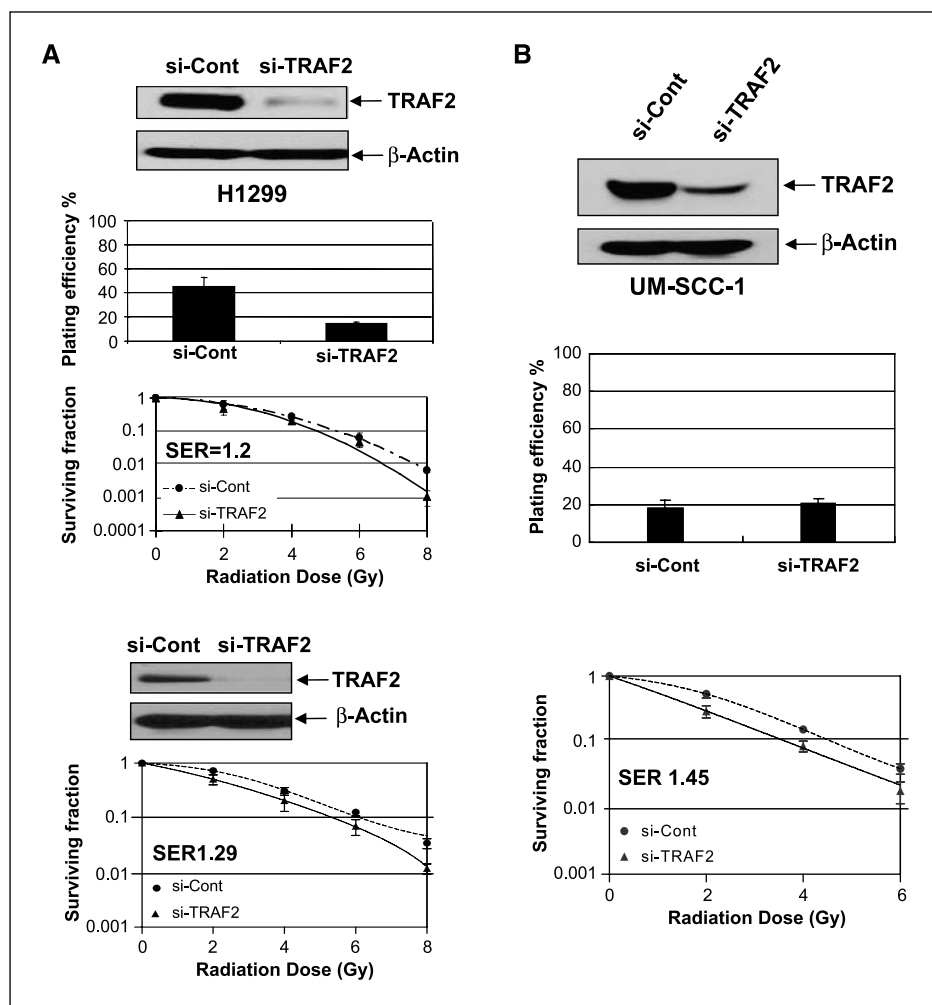 A
si-Cont si-TRAF2
TRAF2
β-Actin
H1299
Plating efficiency %
100
80
60
40
20
0
si-Cont
si-TRAF2
Surviving fraction
1
0.1
0.01
0.001
0.0001
SER=1.2
si-Cont
si-TRAF2
0 2 4 6 8
Radiation Dose (Gy)
si-Cont si-TRAF2
TRAF2
β-Actin
Surviving fraction
1
0.1
0.01
0.001
SER1.29
si-Cont
si-TRAF2
0 2 4 6 8
Radiation Dose (Gy)
B
si-Cont
si-TRAF2
TRAF2
β-Actin
UM-SCC-1
Plating efficiency %
100
80
60
40
20
0
si-Cont
si-TRAF2
Surviving fraction
1
0.1
0.01
0.001
SER 1.45
si-Cont
si-TRAF2
0 2 4 6
Radiation Dose (Gy)